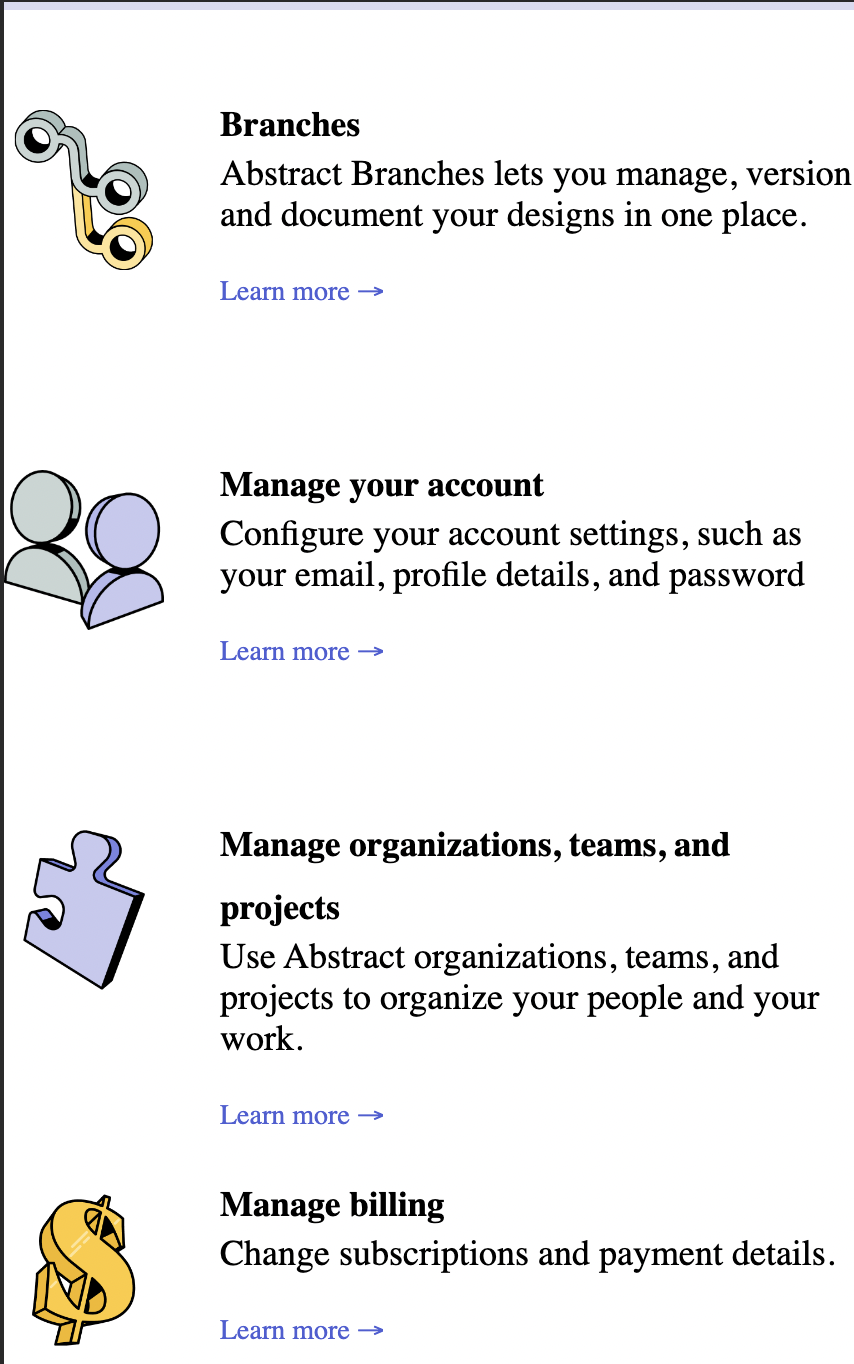 Branches
Abstract Branches lets you manage, version
and document your designs in one place.
Learn more →
Manage your account
Configure your account settings, such as
your email, profile details, and password
Learn more →
Manage organizations, teams, and
projects
Use Abstract organizations, teams, and
projects to organize your people and your
work.
Learn more →
Manage billing
Change subscriptions and payment details.
Learn more →